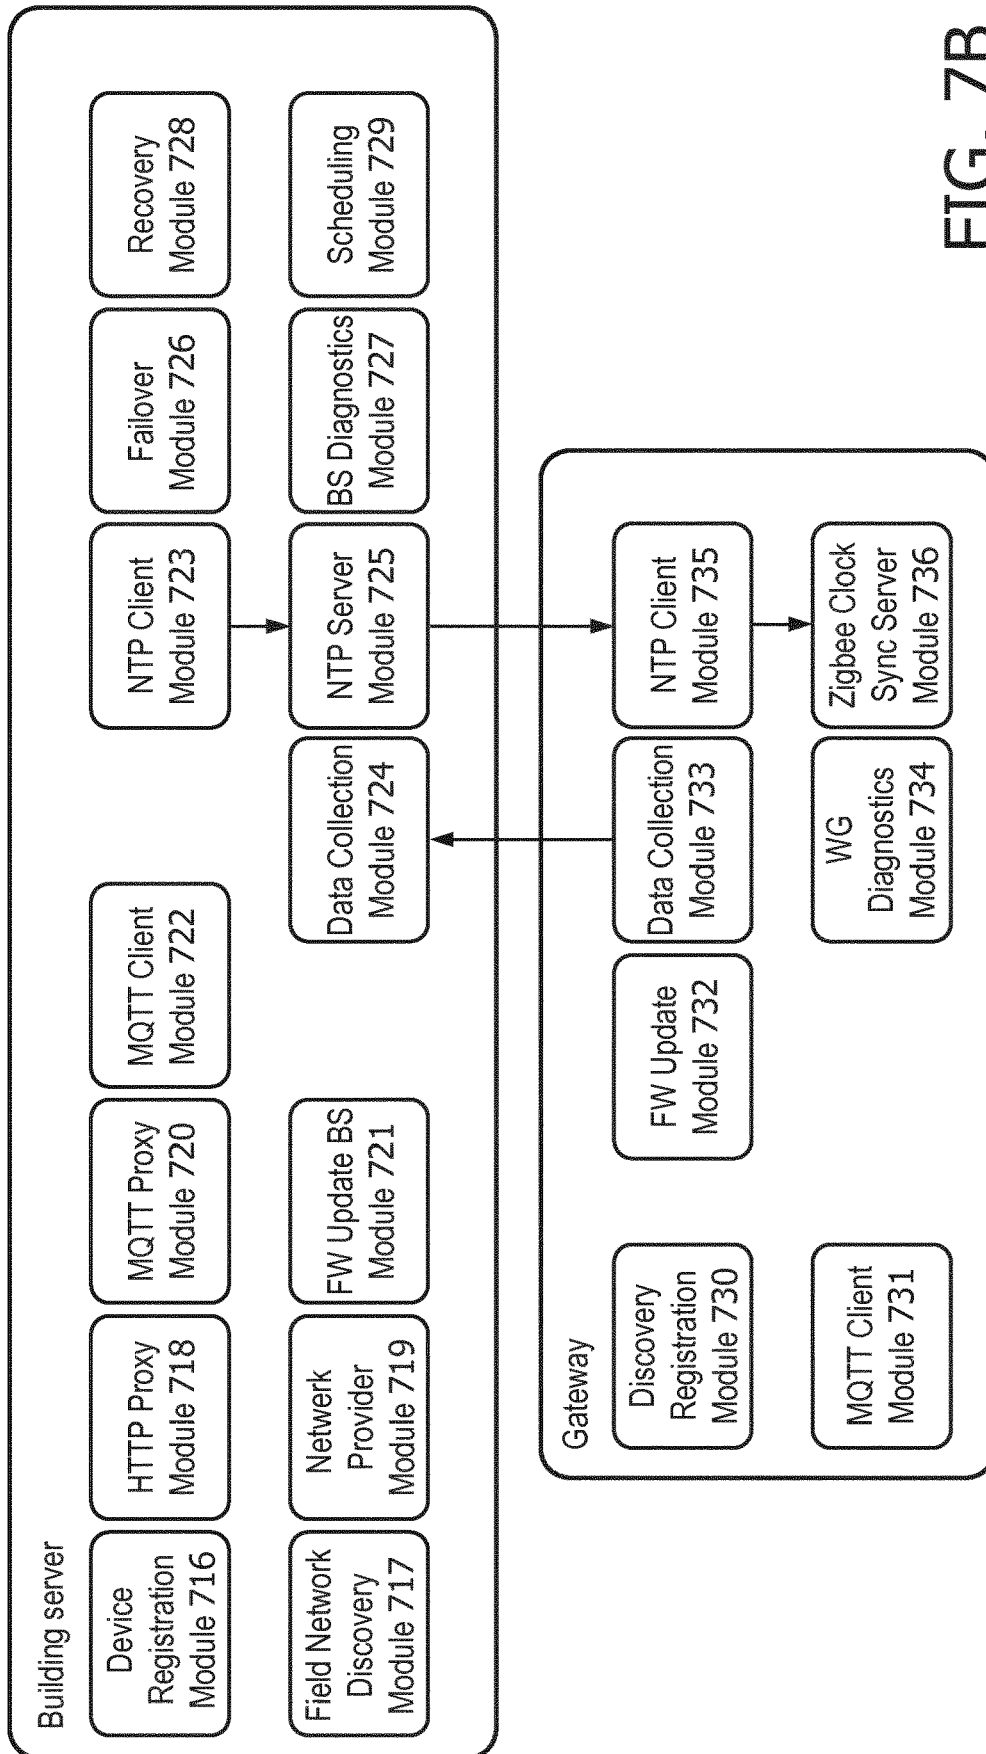 Building server
Device
Registration
Module 716
HTTP Proxy
Module 718
MQTT Proxy
Module 720
MQTT Client
Module 722
NTP Client
Module 723
Failover
Module 726
Recovery
Module 728
Field Network
Discovery
Module 717
Netwerk
Provider
Module 719
FW Update BS
Module 721
Data Collection
Module 724
NTP Server
Module 725
BS Diagnostics
Module 727
Scheduling
Module 729
Gateway
Discovery
Registration
Module 730
FW Update
Module 732
Data Collection
Module 733
NTP Client
Module 735
MQTT Client
Module 731
WG
Diagnostics
Module 734
Zigbee Clock
Sync Server
Module 736
FIG. 7B